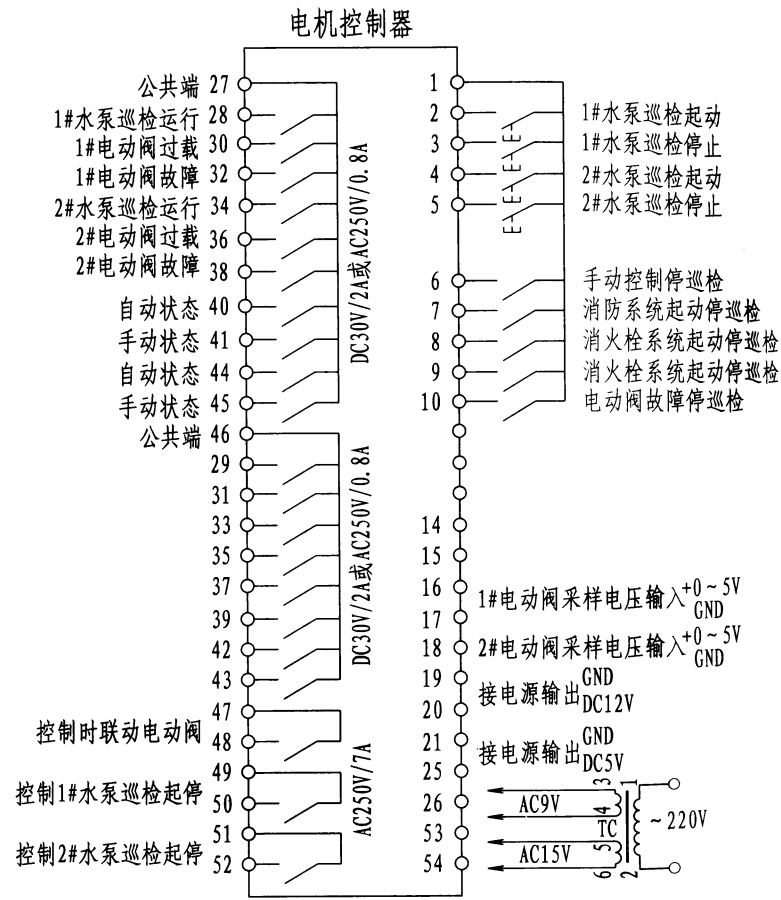 电机控制器
公共端 27
1#水泵巡检运行 28
1#电动阀过载 30
1#电动阀故障 32
2#水泵巡检运行 34
2#电动阀过载 36
2#电动阀故障 38
自动状态 40
手动状态 41
自动状态 44
手动状态 45
公共端 46
29
31
33
35
37
39
42
43
控制时联动电动阀
47
48
控制1#水泵巡检起停
49
50
控制2#水泵巡检起停
51
52
DC30V/2A或AC250V/0.8A
DC30V/2A或AC250V/0.8A
AC250V/7A
1
2 1#水泵巡检起动
3 1#水泵巡检停止
4 2#水泵巡检起动
5 2#水泵巡检停止
6 手动控制停巡检
7 消防系统起动停巡检
8 消火栓系统起动停巡检
9 消火栓系统起动停巡检
10 电动阀故障停巡检
14
15
16
17
1#电动阀采样电压输入 +0~5V
GND
18 2#电动阀采样电压输入 +0~5V
GND
19
20
接电源输出 GND
DC12V
21
25
接电源输出 GND
DC5V
26
53
54
AC9V
AC15V
TC
3
4
5
6
1
2
~220V